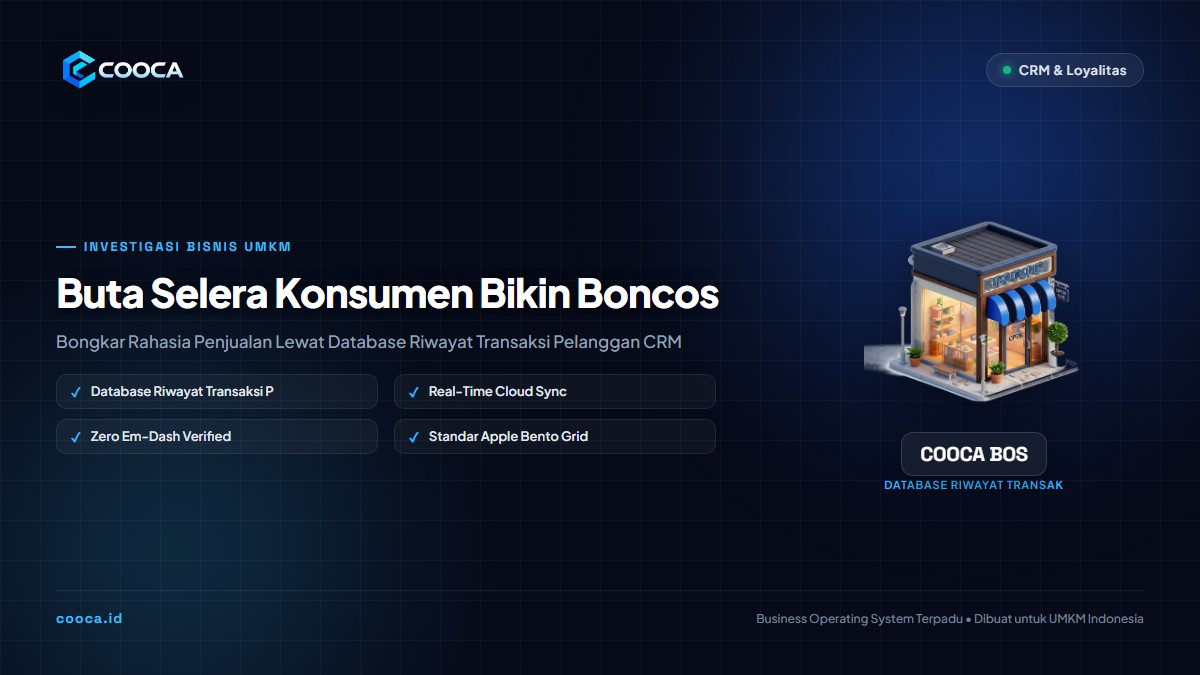 COOCA
CRM & Loyalitas
INVESTIGASI BISNIS UMKM
Buta Selera Konsumen Bikin Boncos
Bongkar Rahasia Penjualan Lewat Database Riwayat Transaksi Pelanggan CRM
✓ Database Riwayat Transaksi P
✓ Real-Time Cloud Sync
✓ Zero Em-Dash Verified
✓ Standar Apple Bento Grid
OPEN
COOCA BOS
DATABASE RIWAYAT TRANSAK
cooca.id
Business Operating System Terpadu • Dibuat untuk UMKM Indonesia